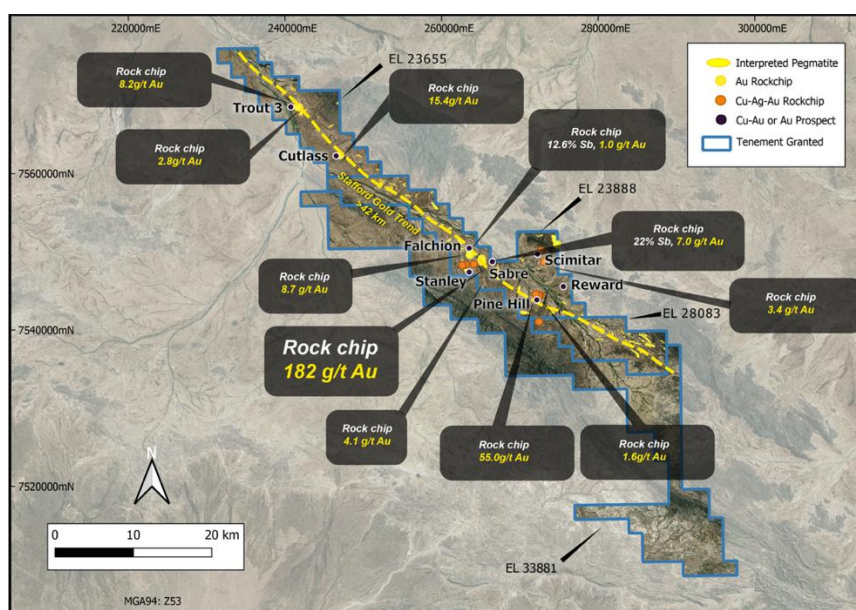 220000mE
240000mE
260000mE
280000mE
300000mE
7560000mN
7540000mN
7520000mN
EL 23655
Rock chip
8.2g/t Au
Rock chip
15.4g/t Au
Interpreted Pegmatite
Au Rockchip
Cu-Ag-Au Rockchip
Cu-Au or Au Prospect
Tenement Granted
Trout 3
Rock chip
12.6% Sb, 1.0 g/t Au
Rock chip
2.8g/t Au
Cutlass
Stafford Gold Trend
>42 km
EL 23888
Rock chip
22% Sb, 7.0 g/t Au
Falchion
Scimitar
Sabre
Rock chip
8.7 g/t Au
Stanley
Reward
Pine Hill
Rock chip
3.4 g/t Au
EL 28083
Rock chip
182 g/t Au
Rock chip
4.1 g/t Au
Rock chip
55.0g/t Au
Rock chip
1.6g/t Au
N
0
10
20 km
EL 33881
MGA94: Z53